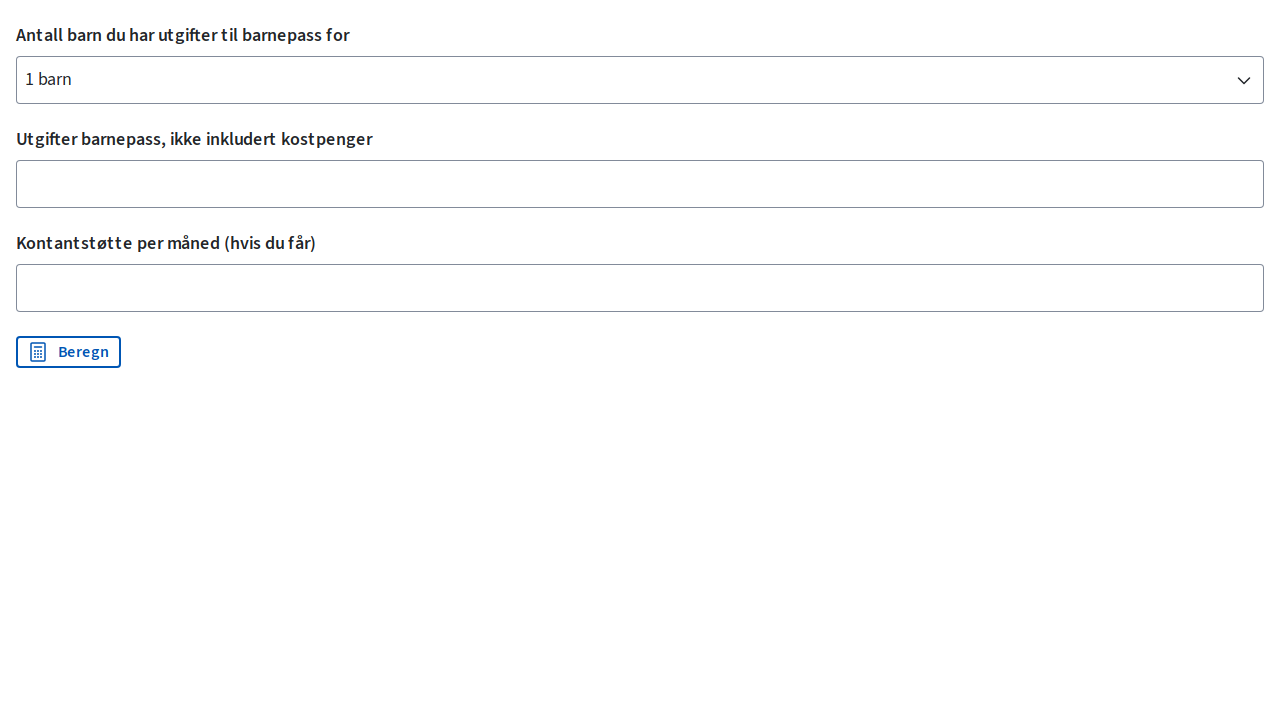 Antall barn du har utgifter til barnepass for
1 barn
Utgifter barnepass, ikke inkludert kostpenger
Kontantstøtte per måned (hvis du får)
Beregn